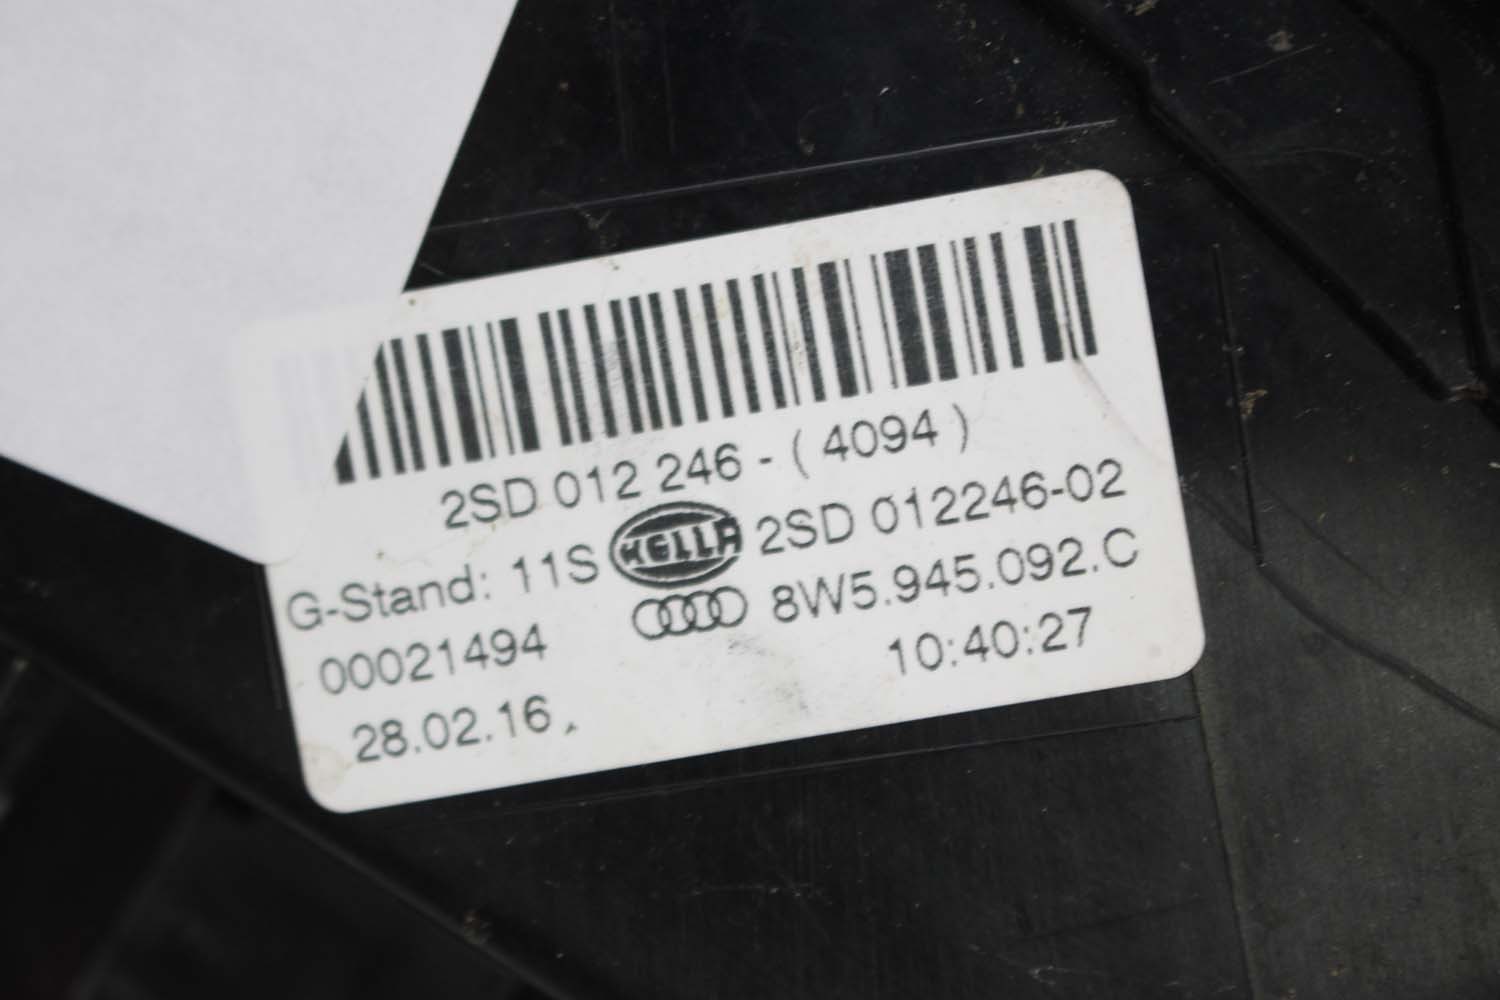 2SD 012 246 - ( 4094 )
G-Stand: 11S HELLA 2SD 012246-02
00021494 8W5.945.092.C
28.02.16 10:40:27